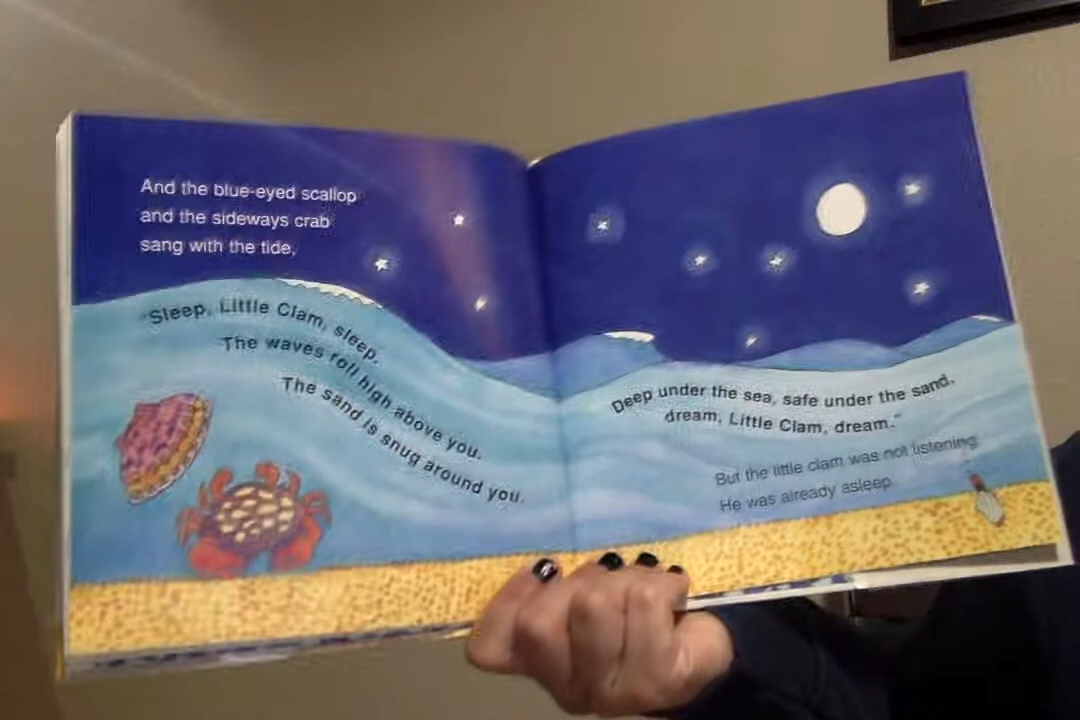 And the blue-eyed scallop
and the sideways crab
sang with the tide,
"Sleep, Little Clam, sleep.
The waves roll high above you.
The sand is snug around you.
Deep under the sea, safe under the sand,
dream, Little Clam, dream."
But the little clam was not listening.
He was already asleep.